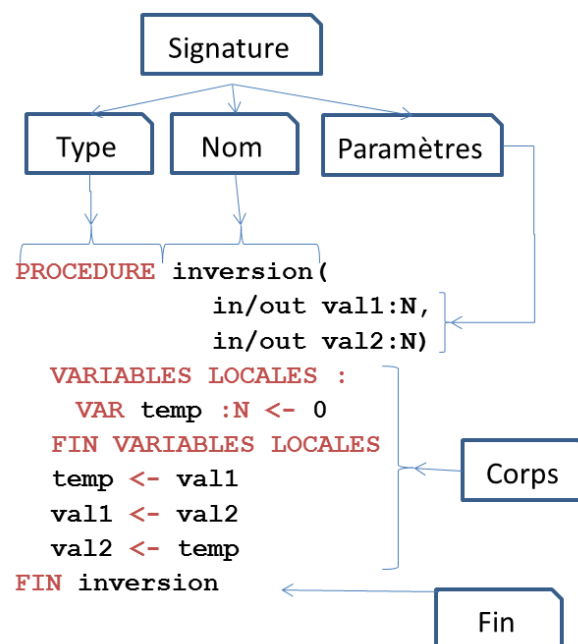 Signature
Type
Nom
Paramètres
PROCEDURE inversion(
in/out val1:N,
in/out val2:N)
VARIABLES LOCALES :
VAR temp :N <- 0
FIN VARIABLES LOCALES
temp <- val1
val1 <- val2
val2 <- temp
Corps
FIN inversion
Fin